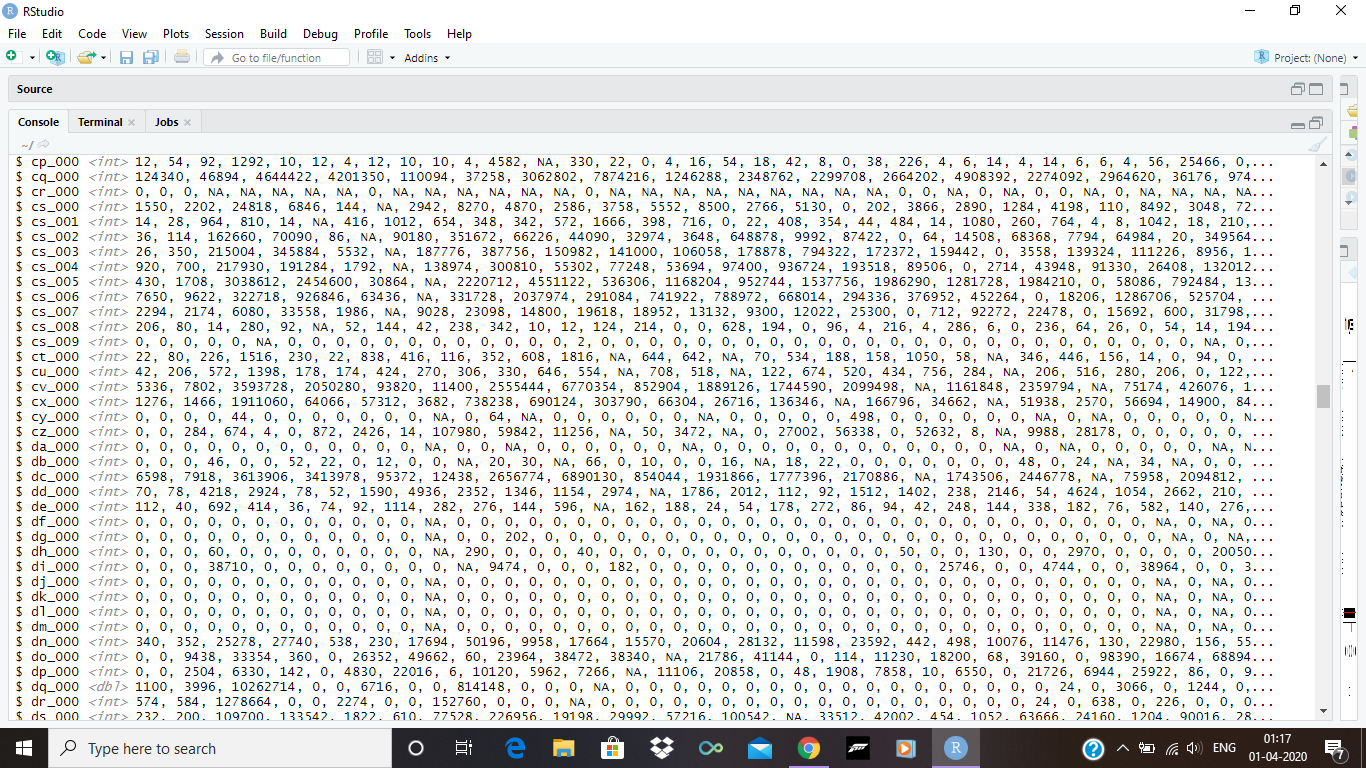 RStudio
File Edit Code View Plots Session Build Debug Profile Tools Help
Go to file/function Addins Project: (None)
Source
Console Terminal Jobs
~/
$ cp_000 <int> 12, 54, 92, 1292, 10, 12, 4, 12, 10, 10, 4, 4582, NA, 330, 22, 0, 4, 16, 54, 18, 42, 8, 0, 38, 226, 4, 6, 14, 4, 14, 6, 6, 4, 56, 25466, 0,...
$ cq_000 <int> 124340, 46894, 4644422, 4201350, 110094, 37258, 3062802, 7874216, 1246288, 2348762, 2299708, 2664202, 4908392, 2274092, 2964620, 36176, 974...
$ cr_000 <int> 0, 0, 0, NA, NA, NA, NA, NA, 0, NA, NA, NA, NA, NA, NA, 0, NA, NA, NA, NA, NA, NA, NA, NA, 0, 0, NA, 0, NA, 0, 0, NA, 0, NA, NA, NA, NA
$ cs_000 <int> 1550, 2202, 24818, 6846, 144, NA, 2942, 8270, 4870, 2586, 3758, 5552, 8500, 2766, 5130, 0, 202, 3866, 2890, 1284, 4198, 110, 8492, 3048, 72...
$ cs_001 <int> 14, 28, 964, 810, 14, NA, 416, 1012, 654, 348, 342, 572, 1666, 398, 716, 0, 22, 408, 354, 44, 484, 14, 1080, 260, 764, 4, 8, 1042, 18, 210,...
$ cs_002 <int> 36, 114, 162660, 70090, 86, NA, 90180, 351672, 66226, 44090, 32974, 3648, 648878, 9992, 87422, 0, 64, 14508, 68368, 7794, 64984, 20, 349564...
$ cs_003 <int> 26, 350, 215004, 345884, 5532, NA, 187776, 387756, 150982, 141000, 106058, 178878, 794322, 172372, 159442, 0, 3558, 139324, 111226, 8956, 1...
$ cs_004 <int> 920, 700, 217930, 191284, 1792, NA, 138974, 300810, 55302, 77248, 53694, 97400, 936724, 193518, 89506, 0, 2714, 43948, 91330, 26408, 132012...
$ cs_005 <int> 430, 1708, 3038612, 2454600, 30864, NA, 2220712, 4551122, 536306, 1168204, 952744, 1537756, 1986290, 1281728, 1984210, 0, 58086, 792484, 13...
$ cs_006 <int> 7650, 9622, 322718, 926846, 63436, NA, 331728, 2037974, 291084, 741922, 788972, 668014, 294336, 376952, 452264, 0, 18206, 1286706, 525704, ...
$ cs_007 <int> 2294, 2174, 6080, 33558, 1986, NA, 9028, 23098, 14800, 19618, 18952, 13132, 9300, 12022, 25300, 0, 712, 92272, 22478, 0, 15692, 600, 31798,...
$ cs_008 <int> 206, 80, 14, 280, 92, NA, 52, 144, 42, 238, 342, 10, 12, 124, 214, 0, 0, 628, 194, 0, 96, 4, 216, 4, 286, 6, 0, 236, 64, 26, 0, 54, 14, 194...
$ cs_009 <int> 0, 0, 0, 0, 0, NA, 0, 0, 0, 0, 0, 0, 0, 0, 0, 0, 0, 2, 0, 0, 0, 0, 0, 0, 0, 0, 0, 0, 0, 0, 0, 0, 0, 0, 0, 0, 0, 0, NA, 0,...
$ ct_000 <int> 22, 80, 226, 1516, 230, 22, 838, 416, 116, 352, 608, 1816, NA, 644, 642, NA, 70, 534, 188, 158, 1050, 58, NA, 346, 446, 156, 14, 0, 94, 0, ...
$ cu_000 <int> 42, 206, 572, 1398, 178, 174, 424, 270, 306, 330, 646, 554, NA, 708, 518, NA, 122, 674, 520, 434, 756, 284, NA, 206, 516, 280, 206, 0, 122,...
$ cv_000 <int> 5336, 7802, 3593728, 2050280, 93820, 11400, 2555444, 6770354, 852904, 1889126, 1744590, 2099498, NA, 1161848, 2359794, NA, 75174, 426076, 1...
$ cx_000 <int> 1276, 1466, 1911060, 64066, 57312, 3682, 738238, 690124, 303790, 66304, 26716, 136346, NA, 166796, 34662, NA, 51938, 2570, 56694, 14900, 84...
$ cy_000 <int> 0, 0, 0, 0, 44, 0, 0, 0, 0, 0, 0, 0, NA, 0, 64, NA, 0, 0, 0, 0, 0, 0, NA, 0, 0, 0, 0, 0, 498, 0, 0, 0, 0, 0, 0, NA, 0, NA, 0, 0, 0, 0, N...
$ cz_000 <int> 0, 0, 284, 674, 4, 0, 872, 2426, 14, 107980, 59842, 11256, NA, 50, 3472, NA, 0, 27002, 56338, 0, 52632, 8, NA, 9988, 28178, 0, 0, 0, 0, 0, ...
$ da_000 <int> 0, 0, 0, 0, 0, 0, 0, 0, 0, 0, 0, 0, NA, 0, 0, NA, 0, 0, 0, 0, 0, 0, NA, 0, 0, 0, 0, 0, 0, 0, 0, 0, 0, 0, 0, NA, 0, NA, 0, 0, 0, 0, NA, N...
$ db_000 <int> 0, 0, 0, 46, 0, 0, 52, 22, 0, 12, 0, 0, NA, 20, 30, NA, 66, 0, 10, 0, 0, 16, NA, 18, 22, 0, 0, 0, 0, 0, 0, 0, 48, 0, 24, NA, 34, NA, 0, 0, ...
$ dc_000 <int> 6598, 7918, 3613906, 3413978, 95372, 12438, 2656774, 6890130, 854044, 1931866, 1777396, 2170886, NA, 1743506, 2446778, NA, 75958, 2094812, ...
$ dd_000 <int> 70, 78, 4218, 2924, 78, 52, 1590, 4936, 2352, 1346, 1154, 2974, NA, 1786, 2012, 112, 92, 1512, 1402, 238, 2146, 54, 4624, 1054, 2662, 210, ...
$ de_000 <int> 112, 40, 692, 414, 36, 74, 92, 1114, 282, 276, 144, 596, NA, 162, 188, 24, 54, 178, 272, 86, 94, 42, 248, 144, 338, 182, 76, 582, 140, 276,...
$ df_000 <int> 0, 0, 0, 0, 0, 0, 0, 0, 0, 0, 0, 0, NA, 0, 0, 0, 0, 0, 0, 0, 0, 0, 0, 0, 0, 0, 0, 0, 0, 0, 0, 0, 0, 0, 0, 0, NA, 0, NA, 0...
$ dg_000 <int> 0, 0, 0, 0, 0, 0, 0, 0, 0, 0, 0, 0, NA, 0, 0, 202, 0, 0, 0, 0, 0, 0, 0, 0, 0, 0, 0, 0, 0, 0, 0, 0, 0, 0, 0, 0, NA, 0, NA,...
$ dh_000 <int> 0, 0, 0, 60, 0, 0, 0, 0, 0, 0, 0, 0, NA, 290, 0, 0, 0, 40, 0, 0, 0, 0, 0, 0, 0, 0, 0, 0, 0, 50, 0, 0, 130, 0, 0, 2970, 0, 0, 0, 0, 20050...
$ di_000 <int> 0, 0, 0, 38710, 0, 0, 0, 0, 0, 0, 0, 0, NA, 9474, 0, 0, 0, 182, 0, 0, 0, 0, 0, 0, 0, 0, 0, 0, 0, 25746, 0, 0, 4744, 0, 0, 38964, 0, 0, 3...
$ dj_000 <int> 0, 0, 0, 0, 0, 0, 0, 0, 0, 0, 0, 0, NA, 0, 0, 0, 0, 0, 0, 0, 0, 0, 0, 0, 0, 0, 0, 0, 0, 0, 0, 0, 0, 0, 0, 0, NA, 0, NA, 0...
$ dk_000 <int> 0, 0, 0, 0, 0, 0, 0, 0, 0, 0, 0, 0, NA, 0, 0, 0, 0, 0, 0, 0, 0, 0, 0, 0, 0, 0, 0, 0, 0, 0, 0, 0, 0, 0, 0, 0, NA, 0, NA, 0...
$ dl_000 <int> 0, 0, 0, 0, 0, 0, 0, 0, 0, 0, 0, 0, NA, 0, 0, 0, 0, 0, 0, 0, 0, 0, 0, 0, 0, 0, 0, 0, 0, 0, 0, 0, 0, 0, 0, 0, NA, 0, NA, 0...
$ dm_000 <int> 0, 0, 0, 0, 0, 0, 0, 0, 0, 0, 0, 0, NA, 0, 0, 0, 0, 0, 0, 0, 0, 0, 0, 0, 0, 0, 0, 0, 0, 0, 0, 0, 0, 0, 0, 0, NA, 0, NA, 0...
$ dn_000 <int> 340, 352, 25278, 27740, 538, 230, 17694, 50196, 9958, 17664, 15570, 20604, 28132, 11598, 23592, 442, 498, 10076, 11476, 130, 22980, 156, 55...
$ do_000 <int> 0, 0, 9438, 33354, 360, 0, 26352, 49662, 60, 23964, 38472, 38340, NA, 21786, 41144, 0, 114, 11230, 18200, 68, 39160, 0, 98390, 16674, 68894...
$ dp_000 <int> 0, 0, 2504, 6330, 142, 0, 4830, 22016, 6, 10120, 5962, 7266, NA, 11106, 20858, 0, 48, 1908, 7858, 10, 6550, 0, 21726, 6944, 25922, 86, 0, 9...
$ dq_000 <dbl> 1100, 3996, 10262714, 0, 0, 6716, 0, 0, 814148, 0, 0, 0, NA, 0, 0, 0, 0, 0, 0, 0, 0, 0, 0, 0, 0, 0, 0, 24, 0, 3066, 0, 1244, 0,...
$ dr_000 <int> 574, 584, 1278664, 0, 0, 2274, 0, 0, 152760, 0, 0, 0, NA, 0, 0, 0, 0, 0, 0, 0, 0, 0, 0, 0, 0, 0, 0, 24, 0, 638, 0, 226, 0, 0, 0...
$ ds_000 <int> 232, 200, 109700, 133542, 1822, 610, 77528, 226956, 19198, 29992, 57216, 100542, NA, 33512, 42002, 454, 1052, 63666, 24160, 1204, 90016, 28...
Type here to search
ENG
01:17
01-04-2020
7